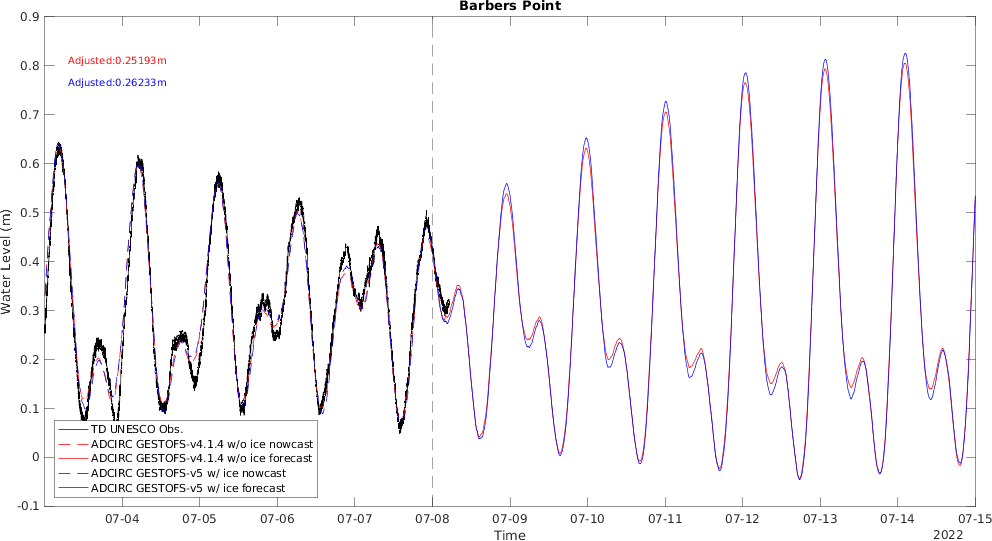 Barbers Point
0.9
0.8
0.7
0.6
0.5
0.4
0.3
0.2
0.1
0
-0.1
Water Level (m)
Adjusted:0.25193m
Adjusted:0.26233m
TD UNESCO Obs.
ADCIRC GESTOFS-v4.1.4 w/o ice nowcast
ADCIRC GESTOFS-v4.1.4 w/o ice forecast
ADCIRC GESTOFS-v5 w/ ice nowcast
ADCIRC GESTOFS-v5 w/ ice forecast
07-04 07-05 07-06 07-07 07-08 07-09 07-10 07-11 07-12 07-13 07-14 07-15
Time
2022